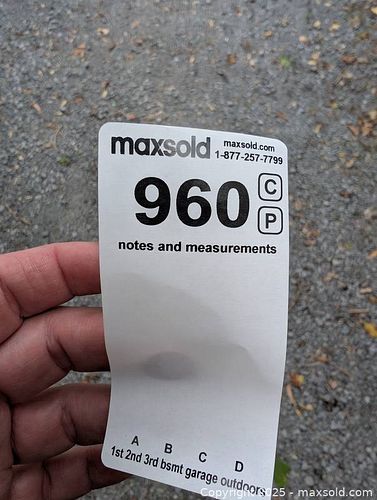 maxsold maxsold.com
1-877-257-7799
960 C
P
notes and measurements
A B C D
1st 2nd 3rd bsmt garage outdoors
Copyright©2025 - maxsold.com